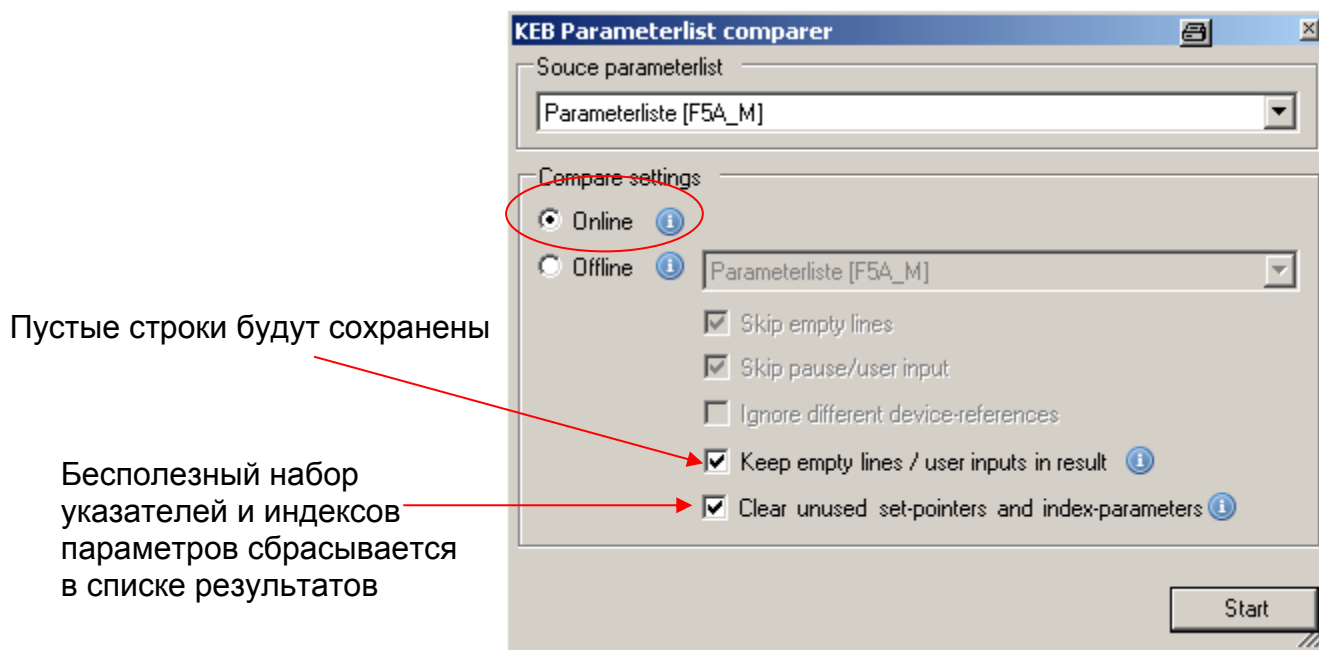 KEB Parameterlist comparer
Souce parameterlist
Parameterliste [F5A_M]
Compare settings
Online
Offline
Parameterliste [F5A_M]
Skip empty lines
Skip pause/user input
Ignore different device-references
Keep empty lines / user inputs in result
Clear unused set-pointers and index-parameters
Start
Пустые строки будут сохранены
Бесполезный набор
указателей и индексов
параметров сбрасывается
в списке результатов